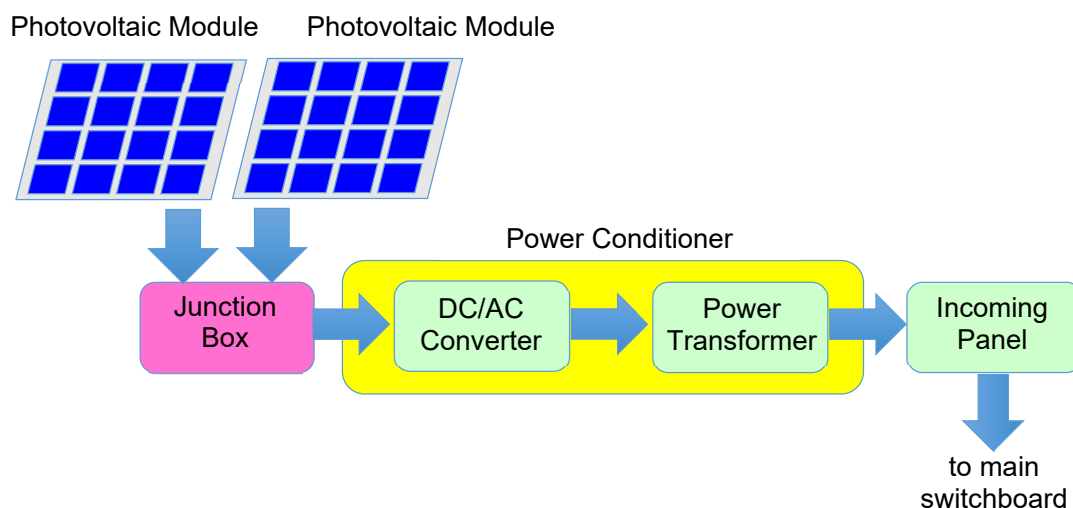 Photovoltaic Module
Photovoltaic Module
Power Conditioner
Junction
Box
DC/AC
Converter
Power
Transformer
Incoming
Panel
to main
switchboard